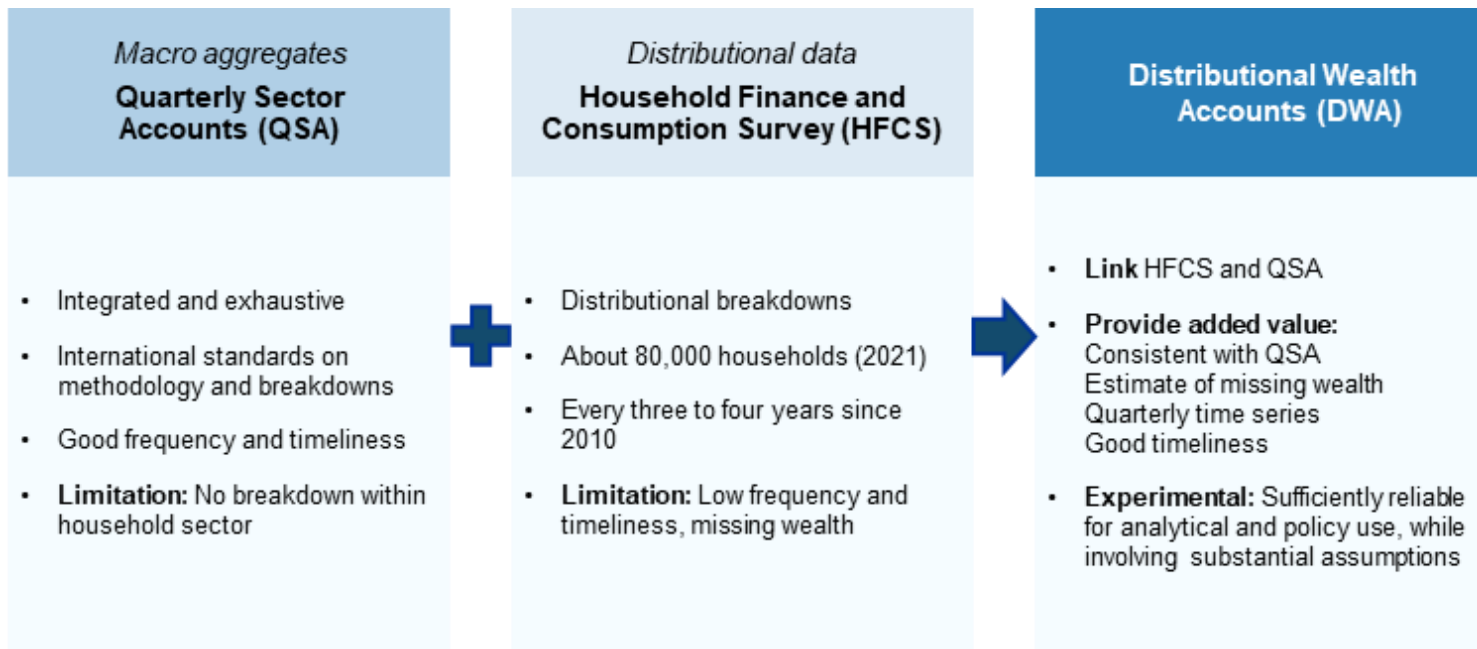 Macro aggregates
Quarterly Sector
Accounts (QSA)
• Integrated and exhaustive
• International standards on
methodology and breakdowns
• Good frequency and timeliness
• Limitation: No breakdown within
household sector
Distributional data
Household Finance and
Consumption Survey (HFCS)
• Distributional breakdowns
• About 80,000 households (2021)
• Every three to four years since
2010
• Limitation: Low frequency and
timeliness, missing wealth
Distributional Wealth
Accounts (DWA)
• Link HFCS and QSA
• Provide added value:
Consistent with QSA
Estimate of missing wealth
Quarterly time series
Good timeliness
• Experimental: Sufficiently reliable
for analytical and policy use, while
involving substantial assumptions